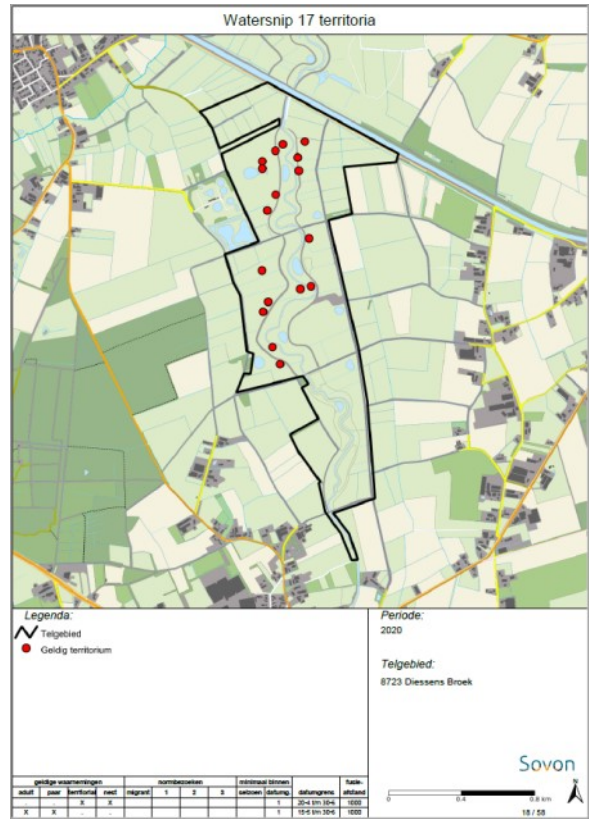 Watersnip 17 territoria
Legenda:
Telgebied
Geldig territorium
Periode:
2020
Telgebied:
8723 Diessens Broek
Sovon
0 0.4 0.8 km
N
18 / 58
geldige waarnemingen normbezoeken minimaal binnen fusie-
adult paar territoriaal nest migrant 1 2 3 seizoen datumg. datumgrens afstand
. . X X 1 20-4 t/m 30-6 1000
X X . . 1 15-5 t/m 30-6 1000